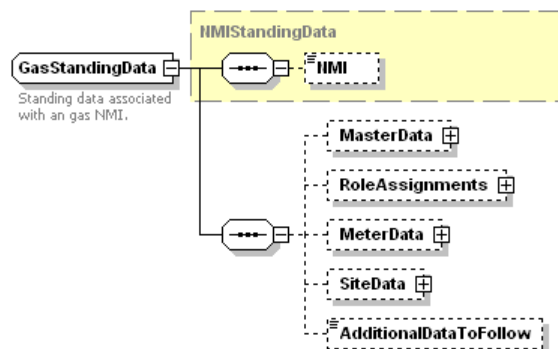 NMIStandingData
GasStandingData
NMI
Standing data associated
with an gas NMI.
MasterData
RoleAssignments
MeterData
SiteData
AdditionalDataToFollow